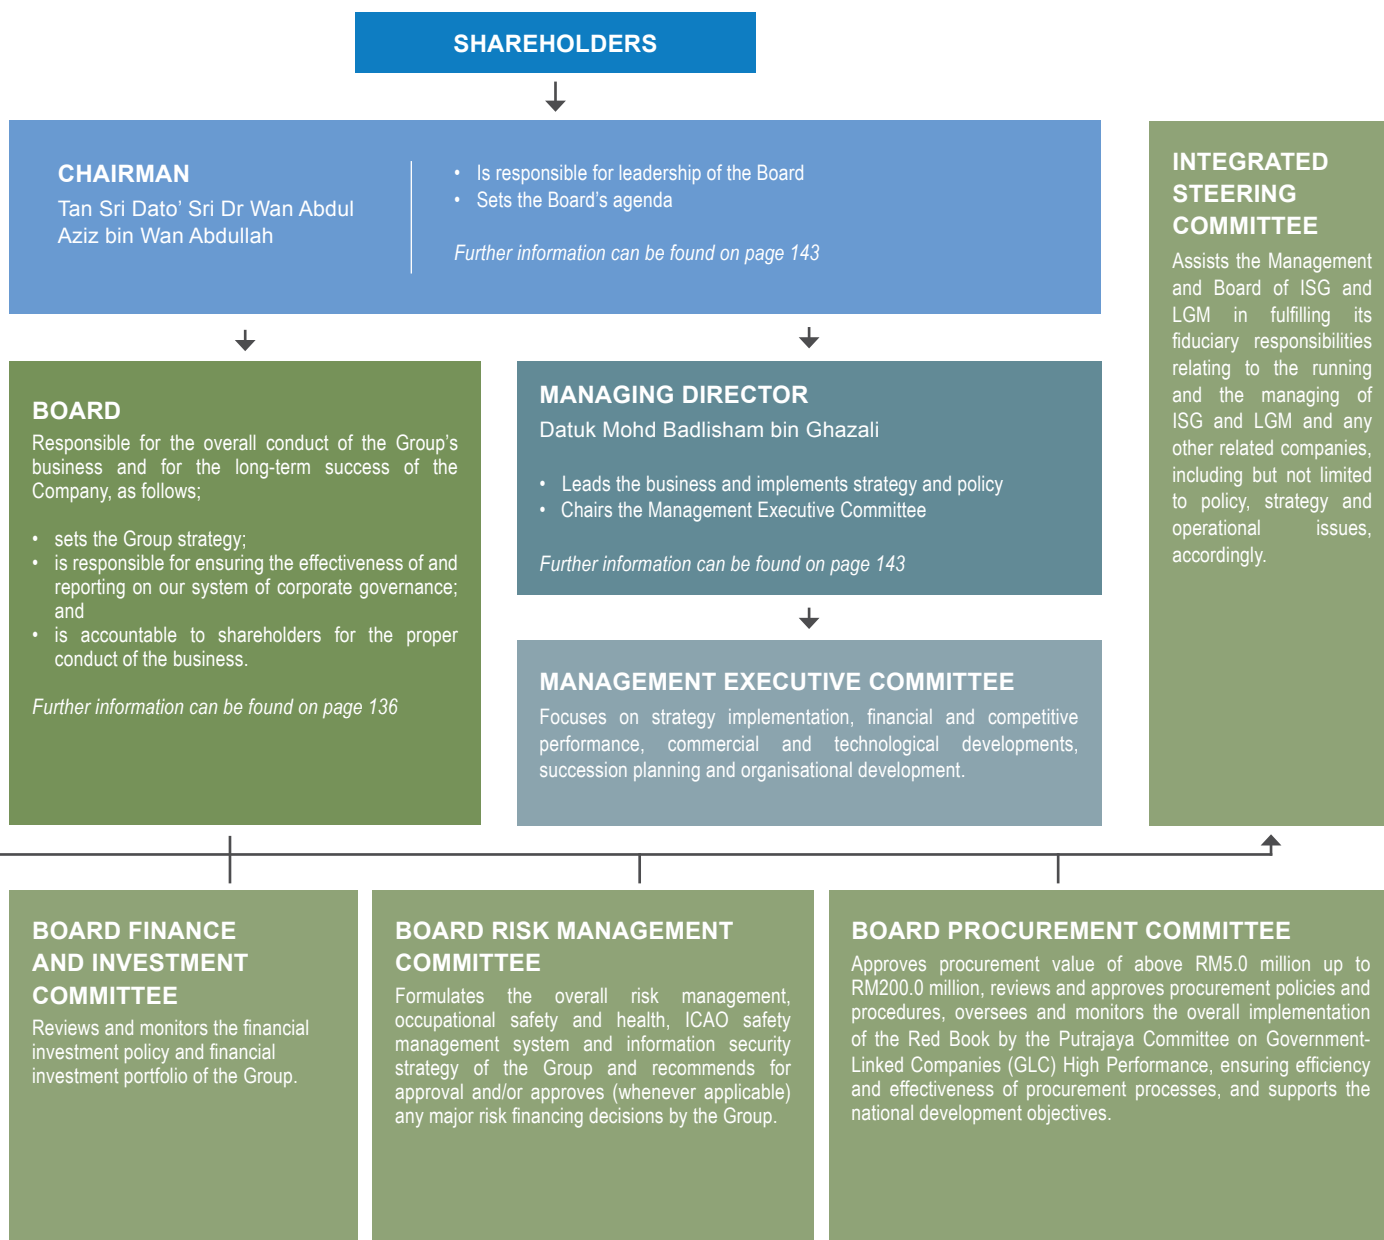 SHAREHOLDERS
CHAIRMAN
Tan Sri Dato' Sri Dr Wan Abdul
Aziz bin Wan Abdullah
• Is responsible for leadership of the Board
• Sets the Board's agenda
Further information can be found on page 143
INTEGRATED
STEERING
COMMITTEE
Assists the Management
and Board of ISG and
LGM in fulfilling its
fiduciary responsibilities
relating to the running
and the managing of
ISG and LGM and any
other related companies,
including but not limited
to policy, strategy and
operational issues,
accordingly.
BOARD
Responsible for the overall conduct of the Group's
business and for the long-term success of the
Company, as follows;
• sets the Group strategy;
• is responsible for ensuring the effectiveness of and
reporting on our system of corporate governance;
and
• is accountable to shareholders for the proper
conduct of the business.
Further information can be found on page 136
MANAGING DIRECTOR
Datuk Mohd Badlisham bin Ghazali
• Leads the business and implements strategy and policy
• Chairs the Management Executive Committee
Further information can be found on page 143
MANAGEMENT EXECUTIVE COMMITTEE
Focuses on strategy implementation, financial and competitive
performance, commercial and technological developments,
succession planning and organisational development.
BOARD FINANCE
AND INVESTMENT
COMMITTEE
Reviews and monitors the financial
investment policy and financial
investment portfolio of the Group.
BOARD RISK MANAGEMENT
COMMITTEE
Formulates the overall risk management,
occupational safety and health, ICAO safety
management system and information security
strategy of the Group and recommends for
approval and/or approves (whenever applicable)
any major risk financing decisions by the Group.
BOARD PROCUREMENT COMMITTEE
Approves procurement value of above RM5.0 million up to
RM200.0 million, reviews and approves procurement policies and
procedures, oversees and monitors the overall implementation
of the Red Book by the Putrajaya Committee on Government-
Linked Companies (GLC) High Performance, ensuring efficiency
and effectiveness of procurement processes, and supports the
national development objectives.